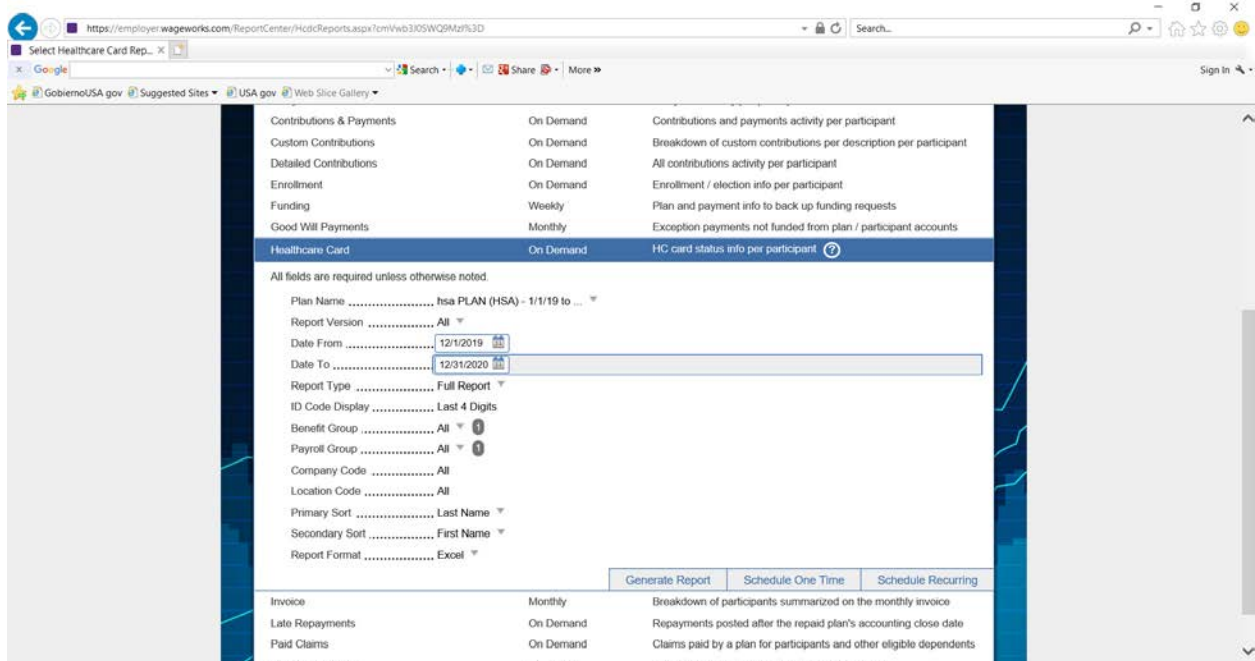 https://employer.wageworks.com/ReportCenter/HcdcReports.aspx?cmVwb3J0SWQ9MzI%3D
Search...
Select Healthcare Card Rep...
Google Search Share More »
Sign In
GobiernoUSA gov Suggested Sites USA gov Web Slice Gallery
Contributions & Payments On Demand Contributions and payments activity per participant
Custom Contributions On Demand Breakdown of custom contributions per description per participant
Detailed Contributions On Demand All contributions activity per participant
Enrollment On Demand Enrollment / election info per participant
Funding Weekly Plan and payment info to back up funding requests
Good Will Payments Monthly Exception payments not funded from plan / participant accounts
Healthcare Card On Demand HC card status info per participant ?
All fields are required unless otherwise noted.
Plan Name ...................... hsa PLAN (HSA) - 1/1/19 to ...
Report Version ................. All
Date From ....................... 12/1/2019
Date To .......................... 12/31/2020
Report Type .................... Full Report
ID Code Display ................ Last 4 Digits
Benefit Group ................... All 1
Payroll Group .................... All 1
Company Code ................. All
Location Code .................. All
Primary Sort .................... Last Name
Secondary Sort ................. First Name
Report Format ................... Excel
Generate Report Schedule One Time Schedule Recurring
Invoice Monthly Breakdown of participants summarized on the monthly invoice
Late Repayments On Demand Repayments posted after the repaid plan's accounting close date
Paid Claims On Demand Claims paid by a plan for participants and other eligible dependents